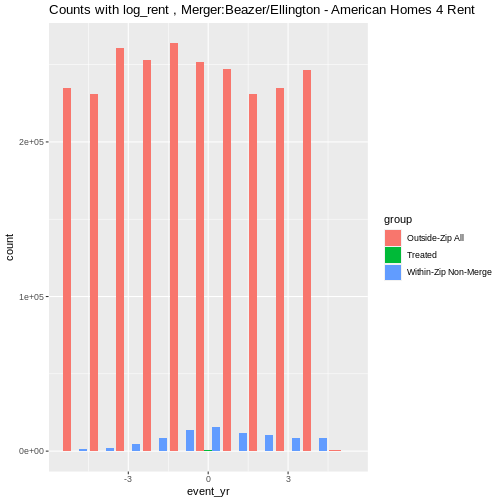 Counts with log_rent , Merger:Beazer/Ellington - American Homes 4 Rent
count
2e+05
1e+05
0e+00
-3
0
3
event_yr
group
Outside-Zip All
Treated
Within-Zip Non-Merge